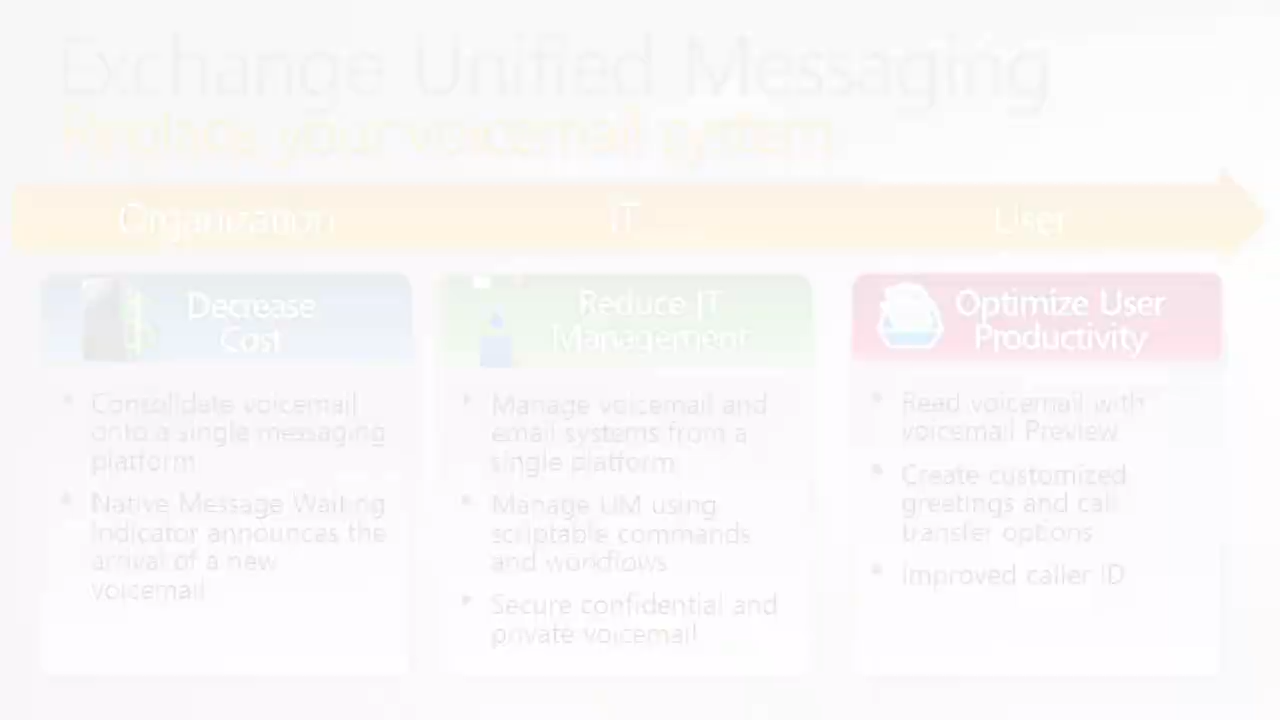 Exchange Unified Messaging
Replace your voicemail system
Organization
IT
User
Decrease
Cost
Reduce IT
Management
Optimize User
Productivity
• Consolidate voicemail
onto a single messaging
platform
• Native Message Waiting
Indicator announces the
arrival of a new
voicemail
• Manage voicemail and
email systems from a
single platform
• Manage UM using
scriptable commands
and workflows
• Secure confidential and
private voicemail
• Read voicemail with
voicemail Preview
• Create customized
greetings and call
transfer options
• Improved caller ID